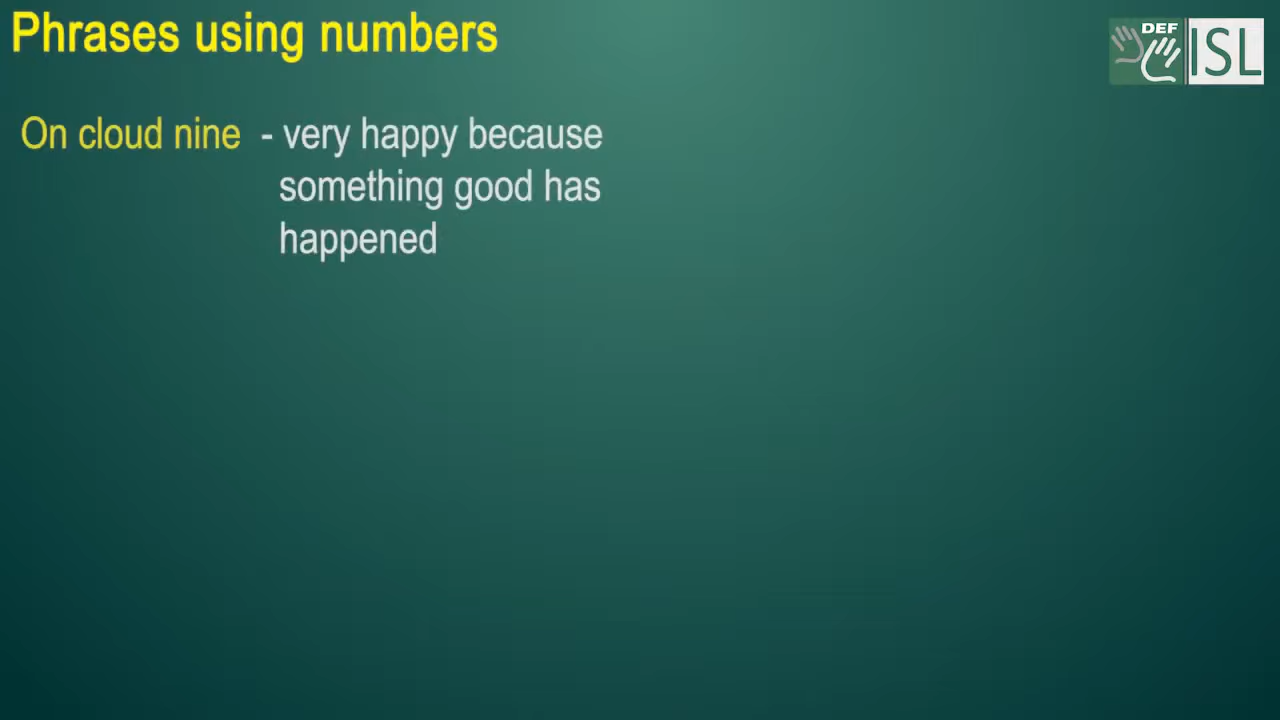 Phrases using numbers
DEF
ISL
On cloud nine - very happy because
something good has
happened